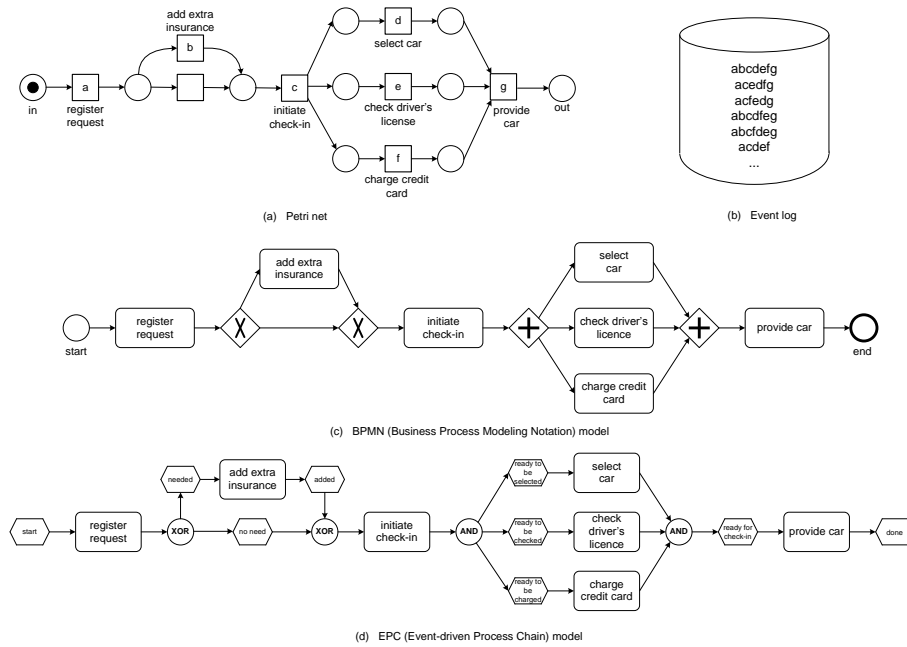 add extra
insurance
b
a
register
request
in
c
initiate
check-in
d
select car
e
check driver's
license
f
charge credit
card
g
provide
car
out
(a) Petri net
abcdefg
acedfg
acfedg
abcdfeg
abcfdeg
acdef
...
(b) Event log
start
register
request
X
add extra
insurance
X
initiate
check-in
+
select
car
check driver's
licence
charge credit
card
+
provide car
end
(c) BPMN (Business Process Modeling Notation) model
start
register
request
XOR
needed
add extra
insurance
added
no need
XOR
initiate
check-in
AND
ready to
be
selected
select
car
ready to
be
checked
check
driver's
licence
ready to
be
charged
charge
credit card
AND
ready for
check-in
provide car
done
(d) EPC (Event-driven Process Chain) model